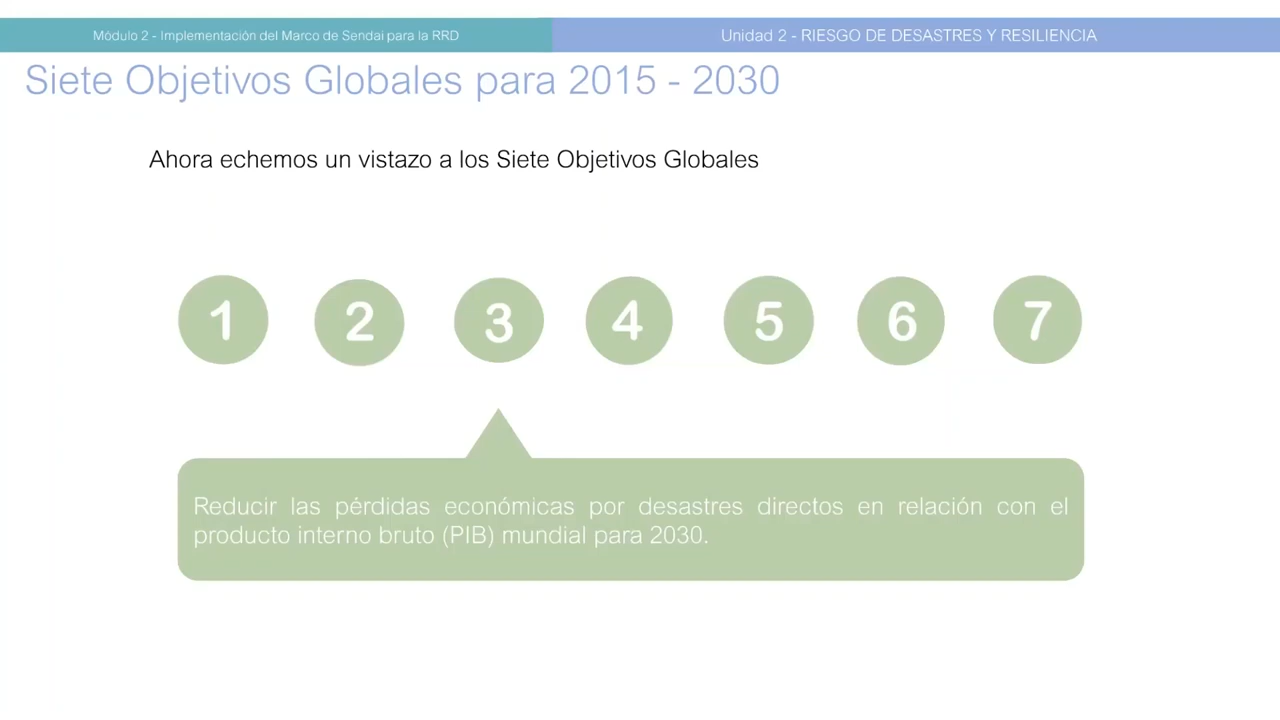 Módulo 2 - Implementación del Marco de Sendai para la RRD
Unidad 2 - RIESGO DE DESASTRES Y RESILIENCIA
Siete Objetivos Globales para 2015 - 2030
Ahora echemos un vistazo a los Siete Objetivos Globales
1 2 3 4 5 6 7
Reducir las pérdidas económicas por desastres directos en relación con el
producto interno bruto (PIB) mundial para 2030.